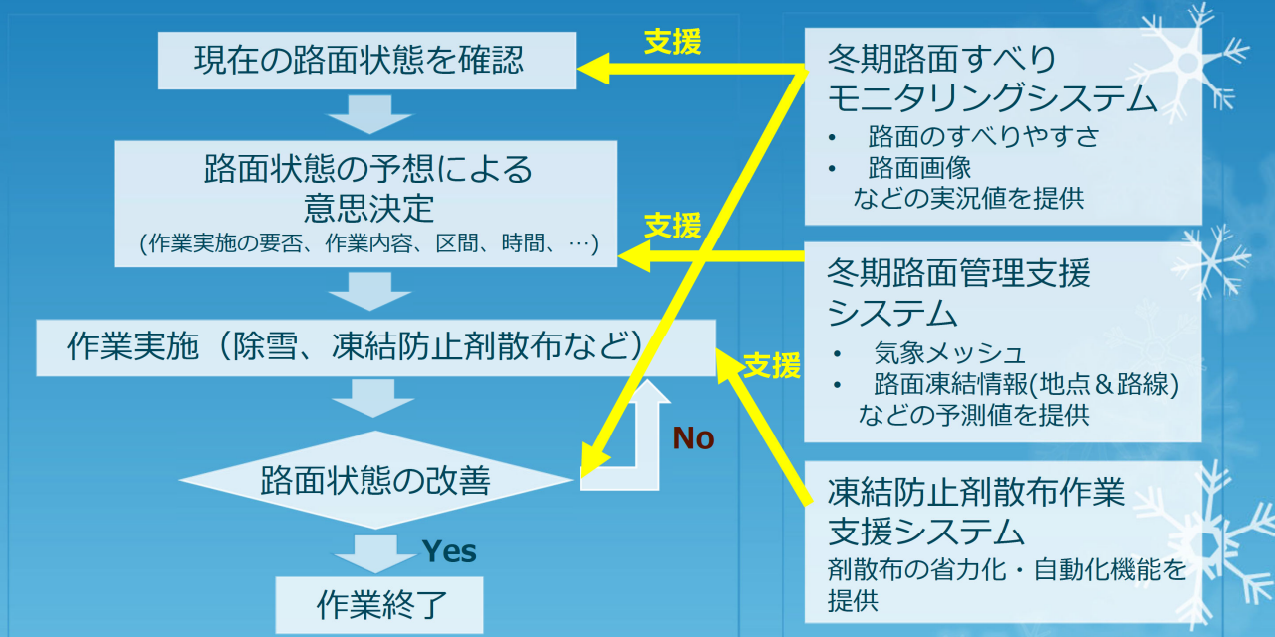 現在の路面状態を確認
路面状態の予想による
意思決定
(作業実施の要否、作業内容、区間、時間、…)
作業実施（除雪、凍結防止剤散布など）
路面状態の改善
No
Yes
作業終了
支援
支援
支援
冬期路面すべり
モニタリングシステム
• 路面のすべりやすさ
• 路面画像
などの実況値を提供
冬期路面管理支援
システム
• 気象メッシュ
• 路面凍結情報(地点＆路線)
などの予測値を提供
凍結防止剤散布作業
支援システム
剤散布の省力化・自動化機能を
提供